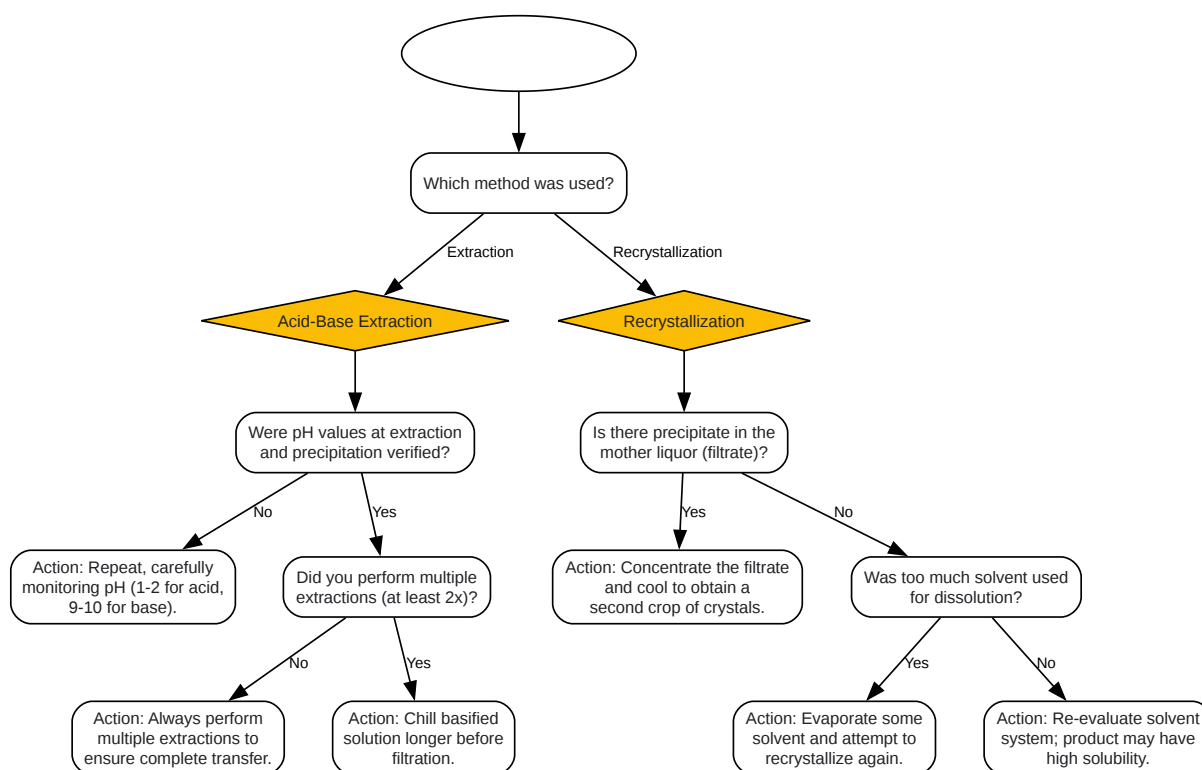 Which method was used?
Extraction
Recrystallization
Acid-Base Extraction
Recrystallization
Were pH values at extraction
and precipitation verified?
Is there precipitate in the
mother liquor (filtrate)?
No
Yes
Yes
No
Action: Repeat, carefully
monitoring pH (1-2 for acid,
9-10 for base).
Did you perform multiple
extractions (at least 2x)?
Action: Concentrate the filtrate
and cool to obtain a
second crop of crystals.
Was too much solvent used
for dissolution?
No
Yes
Yes
No
Action: Always perform
multiple extractions to
ensure complete transfer.
Action: Chill basified
solution longer before
filtration.
Action: Evaporate some
solvent and attempt to
recrystallize again.
Action: Re-evaluate solvent
system; product may have
high solubility.